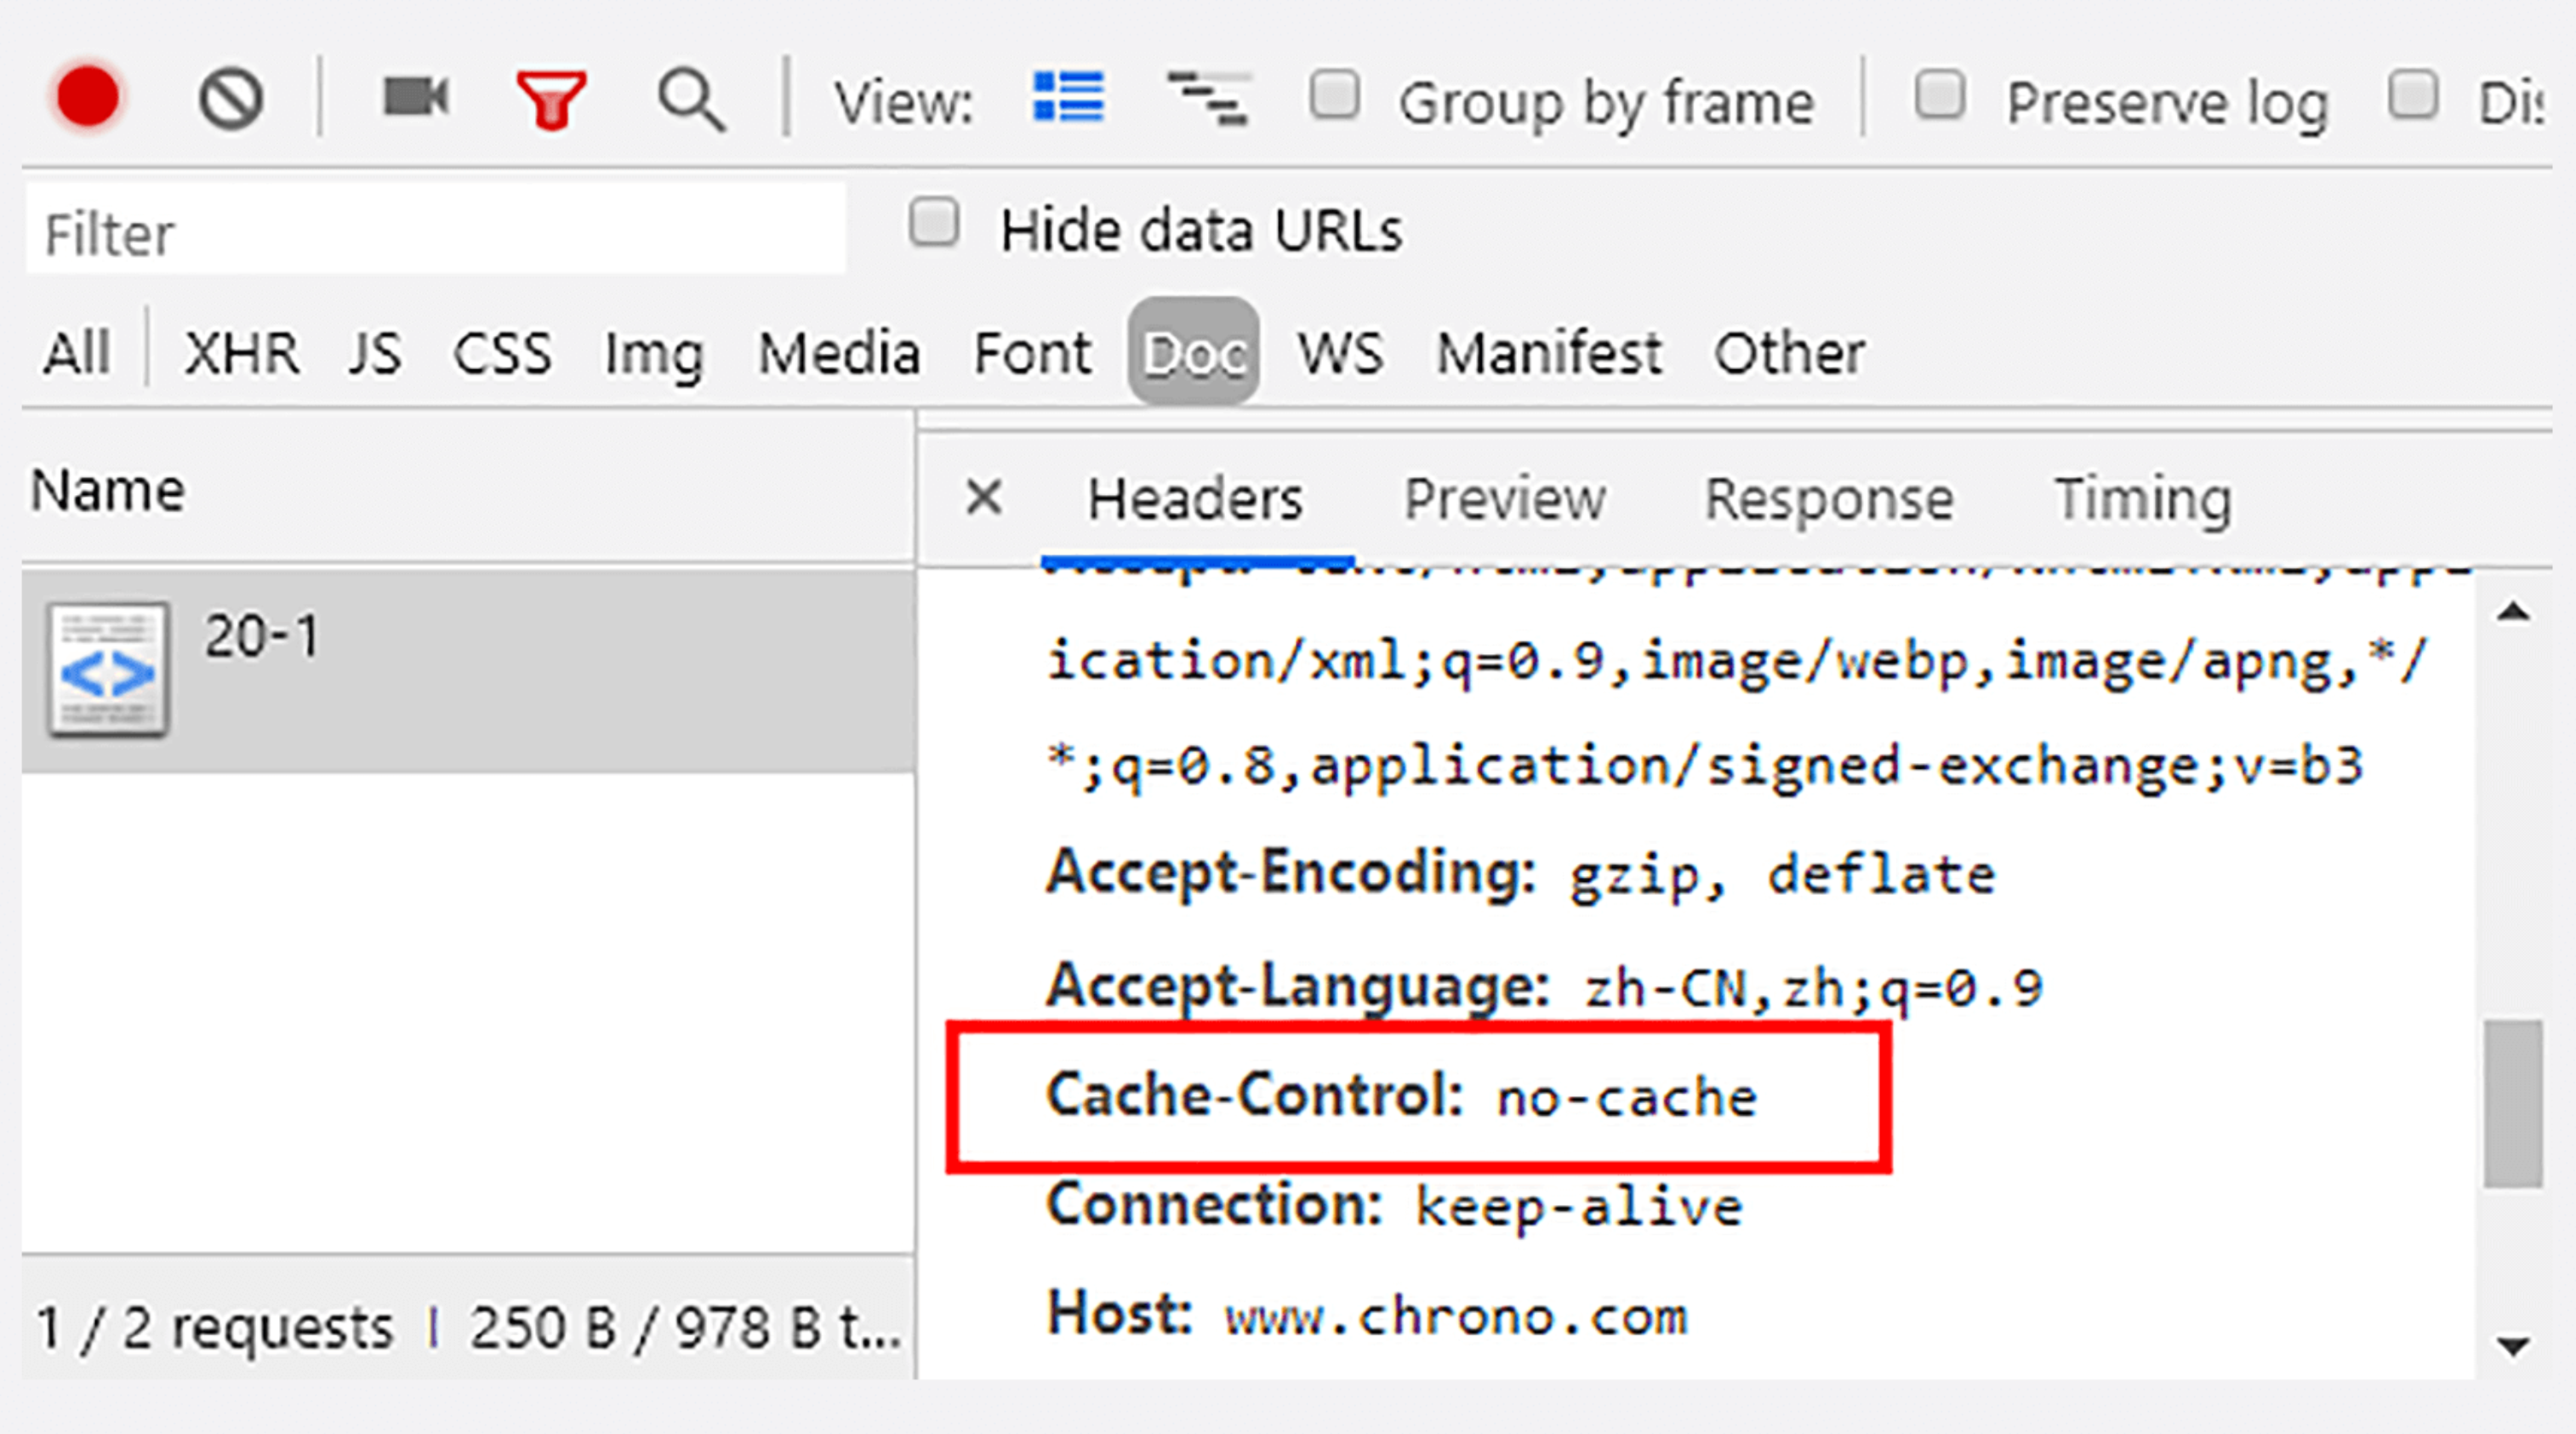 View: Group by frame Preserve log Dis
Filter Hide data URLs
All XHR JS CSS Img Media Font Doc WS Manifest Other
Name
Headers Preview Response Timing
20-1
ication/xml;q=0.9,image/webp,image/apng,*/
*;q=0.8,application/signed-exchange;v=b3
Accept-Encoding: gzip, deflate
Accept-Language: zh-CN,zh;q=0.9
Cache-Control: no-cache
Connection: keep-alive
Host: www.chrono.com
1 / 2 requests | 250 B / 978 B t...